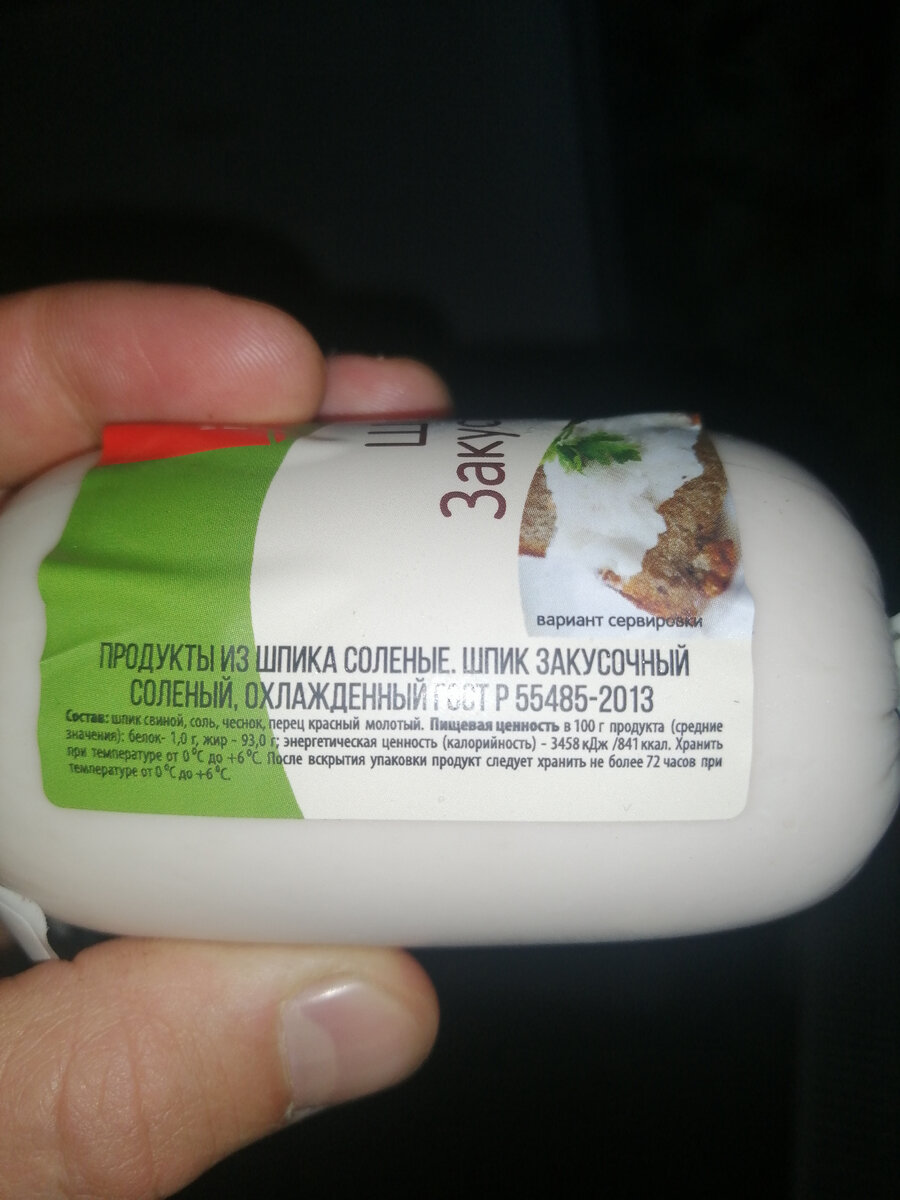 Закус
вариант сервировки
ПРОДУКТЫ ИЗ ШПИКА СОЛЕНЫЕ. ШПИК ЗАКУСОЧНЫЙ
СОЛЕНЫЙ, ОХЛАЖДЕННЫЙ ГОСТ Р 55485-2013
Состав: шпик свиной, соль, чеснок, перец красный молотый. Пищевая ценность в 100 г продукта (средние
значения): белок- 1,0 г, жир - 93,0 г; энергетическая ценность (калорийность) - 3458 кДж /841 ккал. Хранить
при температуре от 0 °С до +6 °С. После вскрытия упаковки продукт следует хранить не более 72 часов при
температуре от 0 °С до +6 °С.